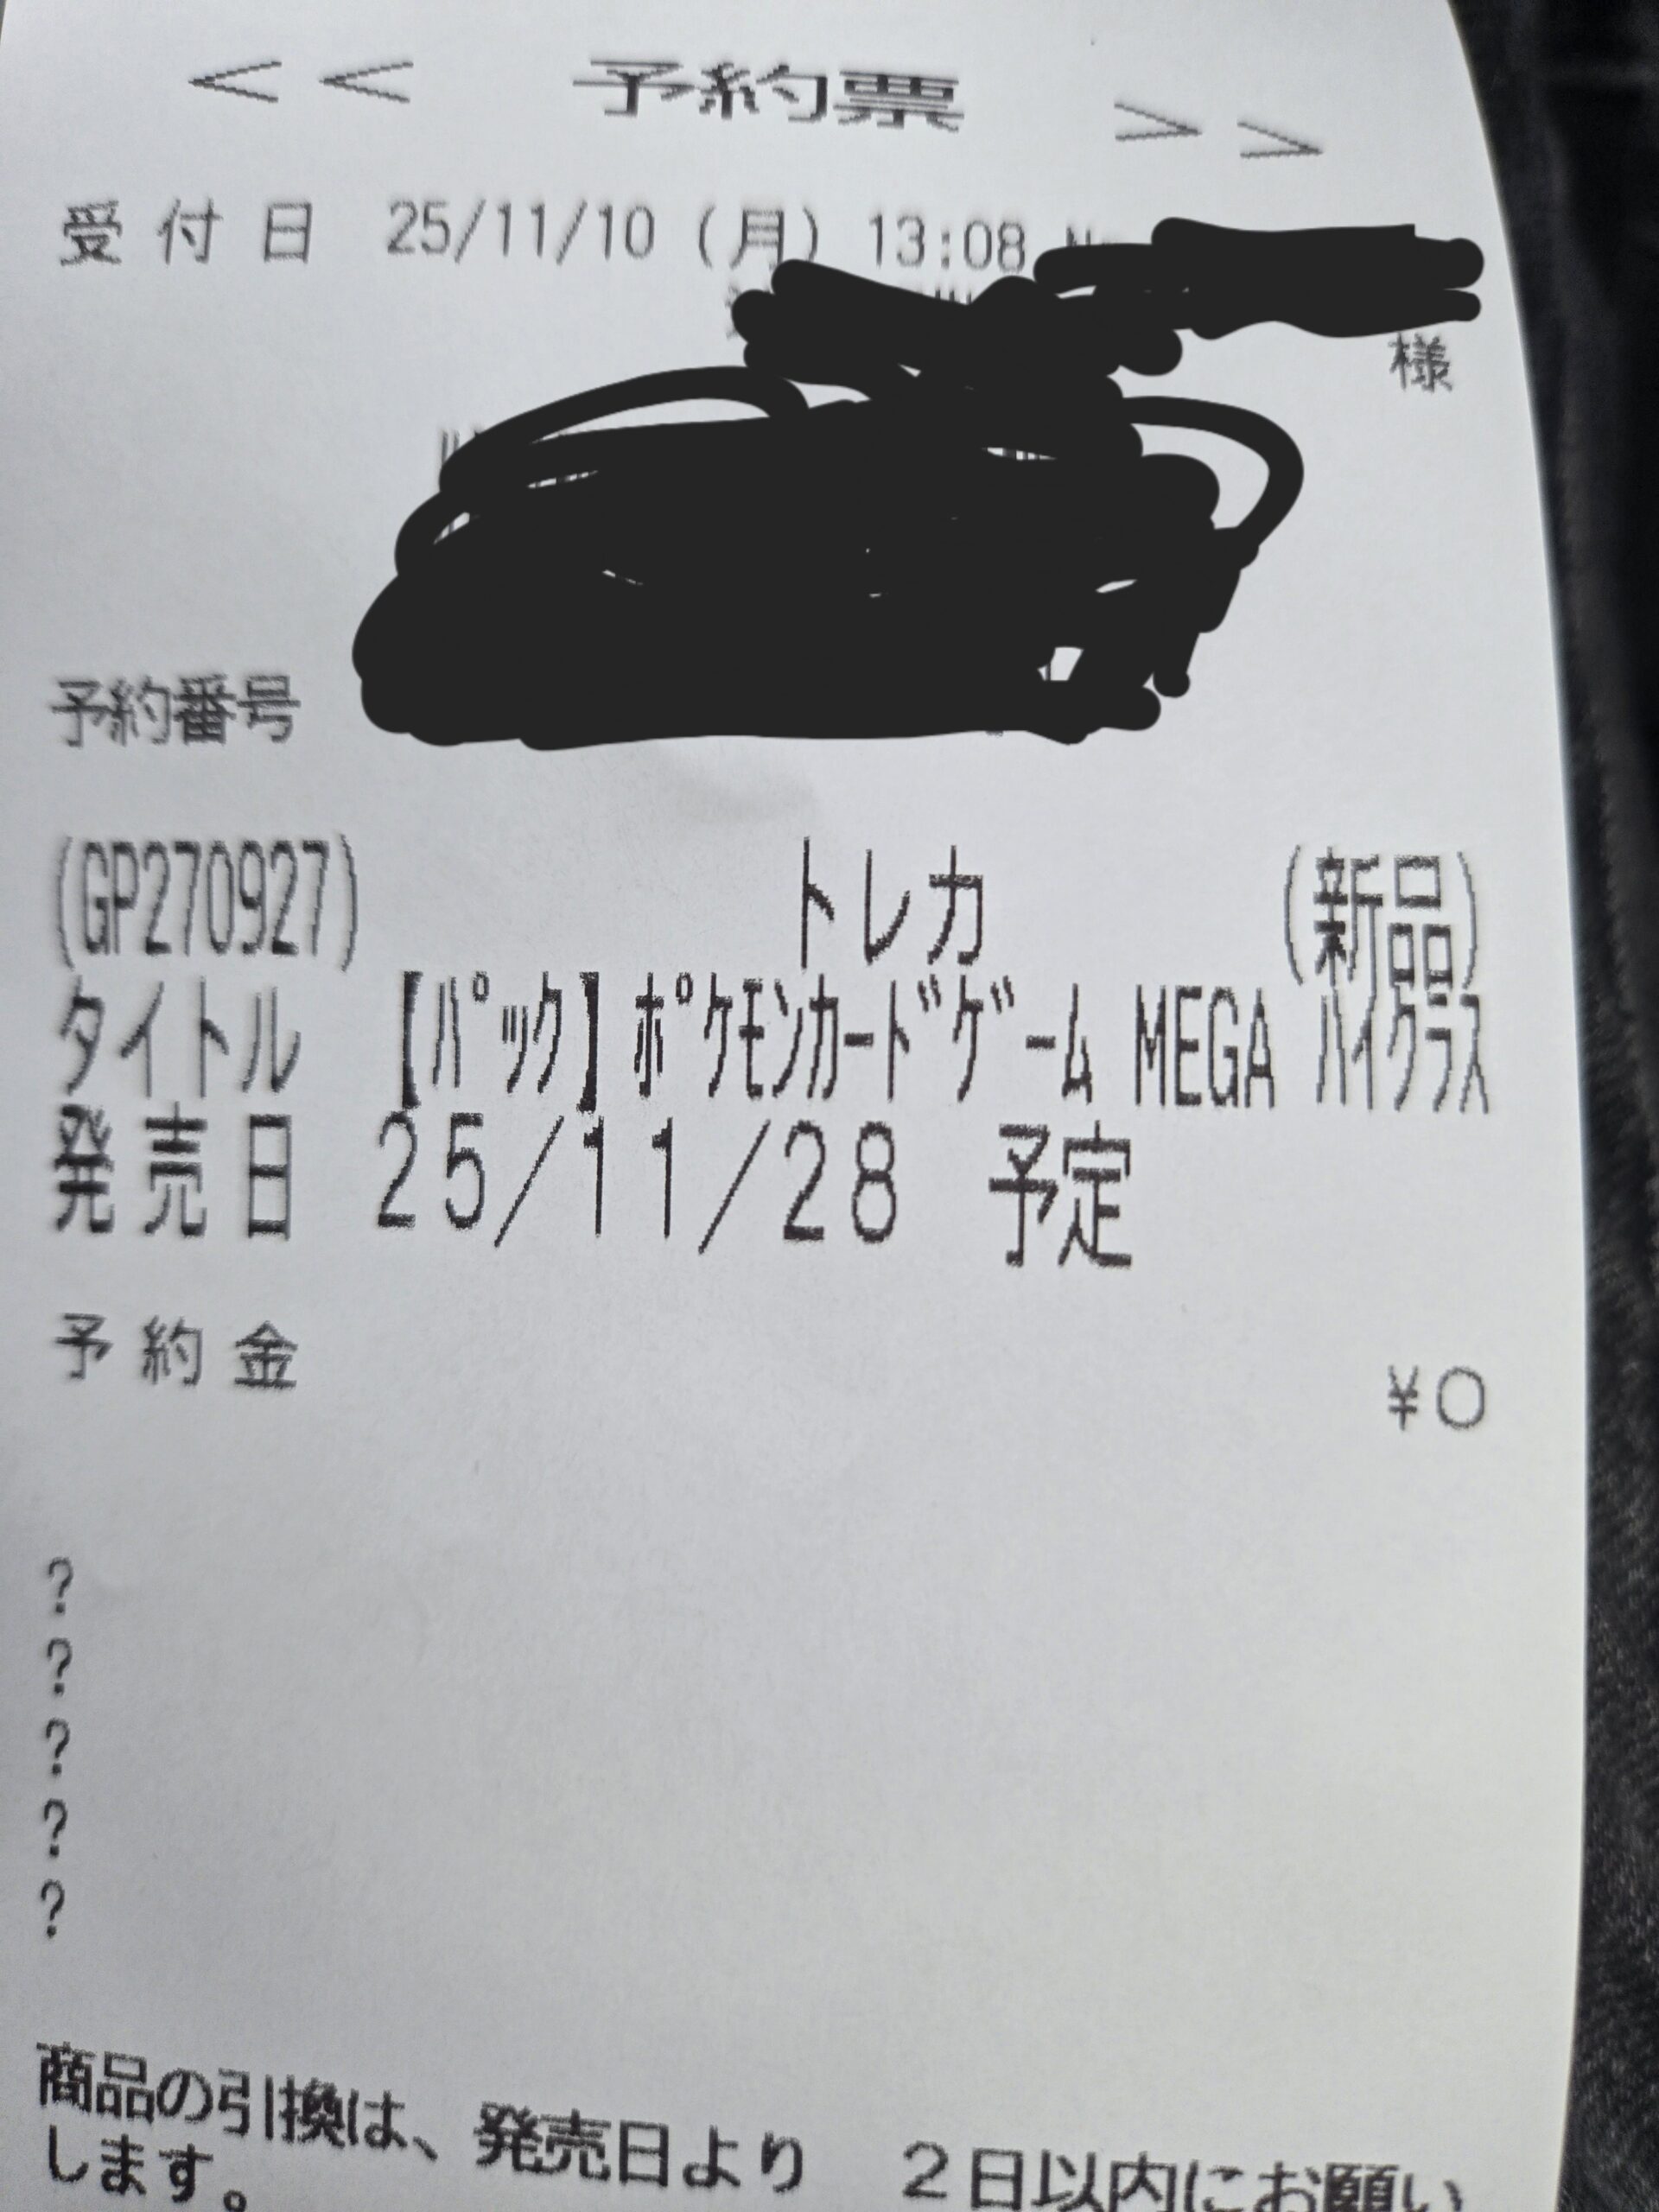 << 予約票 >>
受付日 25/11/10 (月) 13:08
様
予約番号
(GP270927) トレカ (新品)
タイトル 【ﾊﾟｯｸ】ﾎﾟｹﾓﾝｶｰﾄﾞｹﾞｰﾑ MEGA ﾊｲｸﾗｽ
発売日 25/11/28 予定
予約金 ¥0
?
?
?
?
?
商品の引換は、発売日より 2日以内にお願い
します。